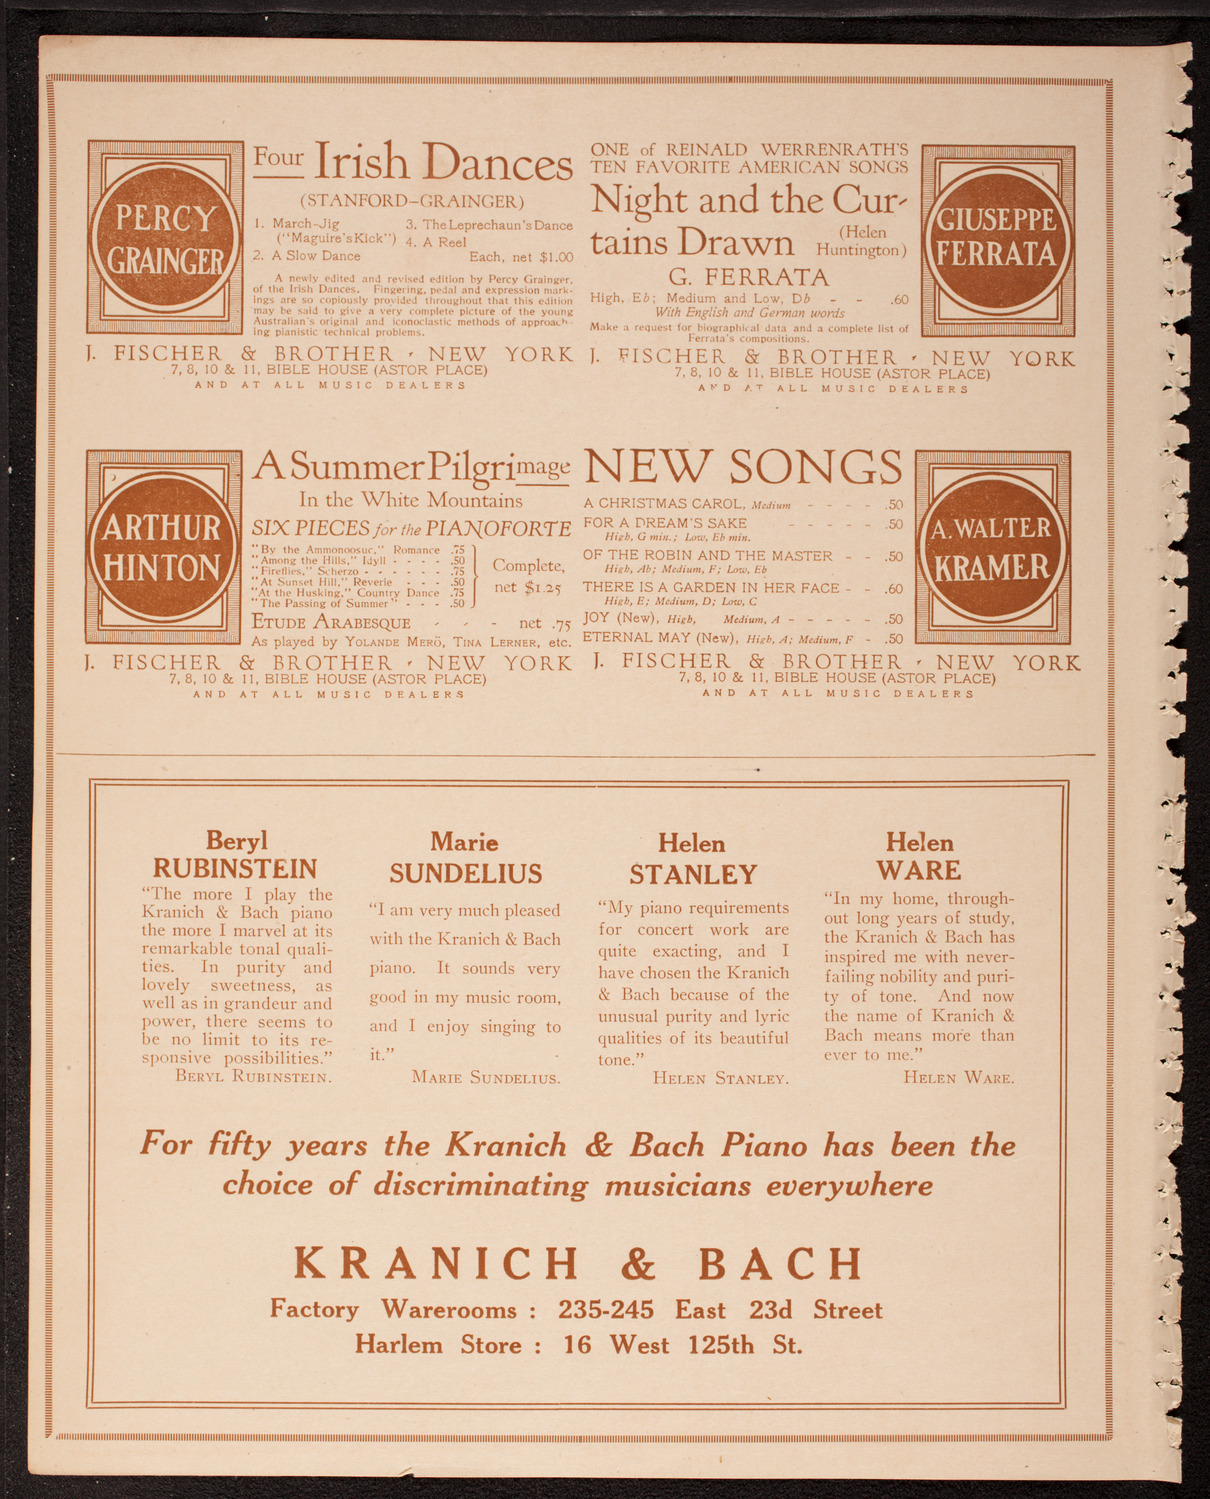 PERCY
GRAINGER
Four Irish Dances
(STANFORD–GRAINGER)
1. March-Jig
("Maguire's Kick")
2. A Slow Dance
3. The Leprechaun's Dance
4. A Reel
Each, net $1.00
A newly edited and revised edition by Percy Grainger,
of the Irish Dances. Fingering, pedal and expression mark-
ings are so copiously provided throughout that this edition
may be said to give a very complete picture of the young
Australian's original and iconoclastic methods of approach-
ing pianistic technical problems.
J. FISCHER & BROTHER, NEW YORK
7, 8, 10 & 11, BIBLE HOUSE (ASTOR PLACE)
AND AT ALL MUSIC DEALERS
ONE of REINALD WERRENRATH'S
TEN FAVORITE AMERICAN SONGS
Night and the Cur-
tains Drawn (Helen Huntington)
G. FERRATA
High, Eb; Medium and Low, Db – – .60
With English and German words
Make a request for biographical data and a complete list of
Ferrata's compositions.
GIUSEPPE
FERRATA
J. FISCHER & BROTHER, NEW YORK
7, 8, 10 & 11, BIBLE HOUSE (ASTOR PLACE)
AND AT ALL MUSIC DEALERS
ARTHUR
HINTON
A Summer Pilgrimage
In the White Mountains
SIX PIECES for the PIANOFORTE
"By the Ammonoosuc," Romance .75
"Among the Hills," Idyll - - - - .50
"Fireflies," Scherzo - - - - - - .75
"At Sunset Hill," Reverie - - - .50
"At the Husking," Country Dance .75
"The Passing of Summer" - - - .50
Complete,
net $1.25
ETUDE ARABESQUE - - - net .75
As played by YOLANDE MERÖ, TINA LERNER, etc.
J. FISCHER & BROTHER, NEW YORK
7, 8, 10 & 11, BIBLE HOUSE (ASTOR PLACE)
AND AT ALL MUSIC DEALERS
NEW SONGS
A CHRISTMAS CAROL, Medium – – – – .50
FOR A DREAM'S SAKE – – – – – .50
High, G min.; Low, Eb min.
OF THE ROBIN AND THE MASTER – – .50
High, Ab; Medium, F; Low, Eb
THERE IS A GARDEN IN HER FACE – – .60
High, E; Medium, D; Low, C
JOY (New), High, Medium, A – – – – – .50
ETERNAL MAY (New), High, A; Medium, F – .50
A. WALTER
KRAMER
J. FISCHER & BROTHER, NEW YORK
7, 8, 10 & 11, BIBLE HOUSE (ASTOR PLACE)
AND AT ALL MUSIC DEALERS
Beryl
RUBINSTEIN
"The more I play the
Kranich & Bach piano
the more I marvel at its
remarkable tonal quali-
ties. In purity and
lovely sweetness, as
well as in grandeur and
power, there seems to
be no limit to its re-
sponsive possibilities."
BERYL RUBINSTEIN.
Marie
SUNDELIUS
"I am very much pleased
with the Kranich & Bach
piano. It sounds very
good in my music room,
and I enjoy singing to
it."
MARIE SUNDELIUS.
Helen
STANLEY
"My piano requirements
for concert work are
quite exacting, and I
have chosen the Kranich
& Bach because of the
unusual purity and lyric
qualities of its beautiful
tone."
HELEN STANLEY.
Helen
WARE
"In my home, through-
out long years of study,
the Kranich & Bach has
inspired me with never-
failing nobility and puri-
ty of tone. And now
the name of Kranich &
Bach means more than
ever to me."
HELEN WARE.
For fifty years the Kranich & Bach Piano has been the
choice of discriminating musicians everywhere
KRANICH & BACH
Factory Warerooms : 235-245 East 23d Street
Harlem Store : 16 West 125th St.